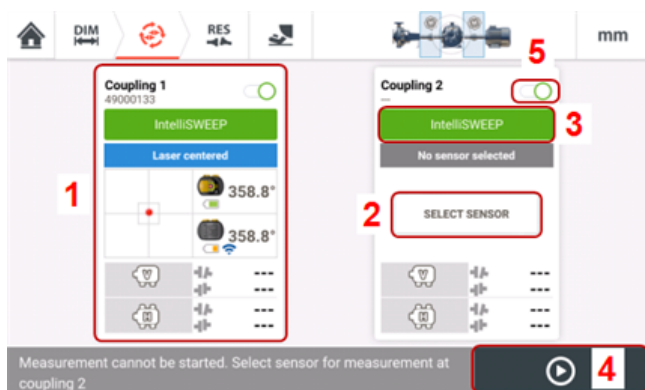 DIM
RES
mm
5
Coupling 1
49000133
IntelliSWEEP
Laser centered
358.8°
358.8°
V
---
---
H
---
---
1
Coupling 2
---
IntelliSWEEP
3
No sensor selected
2
SELECT SENSOR
V
---
---
H
---
---
Measurement cannot be started. Select sensor for measurement at
coupling 2
4